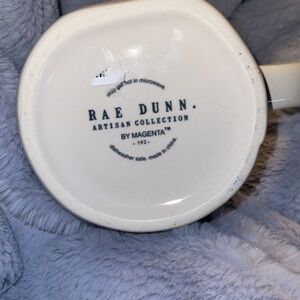 may get hot in microwave.
RAE DUNN.
ARTISAN COLLECTION
BY MAGENTA™
- 192 -
dishwasher safe. made in china.